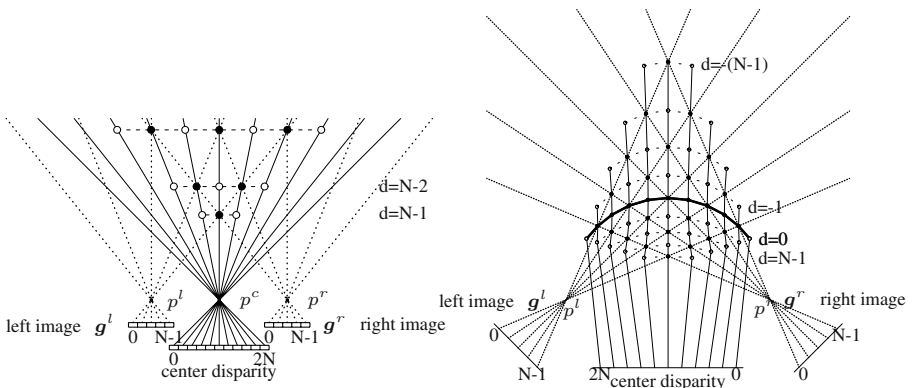 d=N-2
d=N-1
p^l
p^c
p^r
left image g^l
g^r right image
0 N-1
0 N-1
0 2N
center disparity
d=-(N-1)
d=-1
d=0
d=N-1
left image g^l
p^l
p^r
g^r right image
0
N-1
N-1
0
2N
0
center disparity